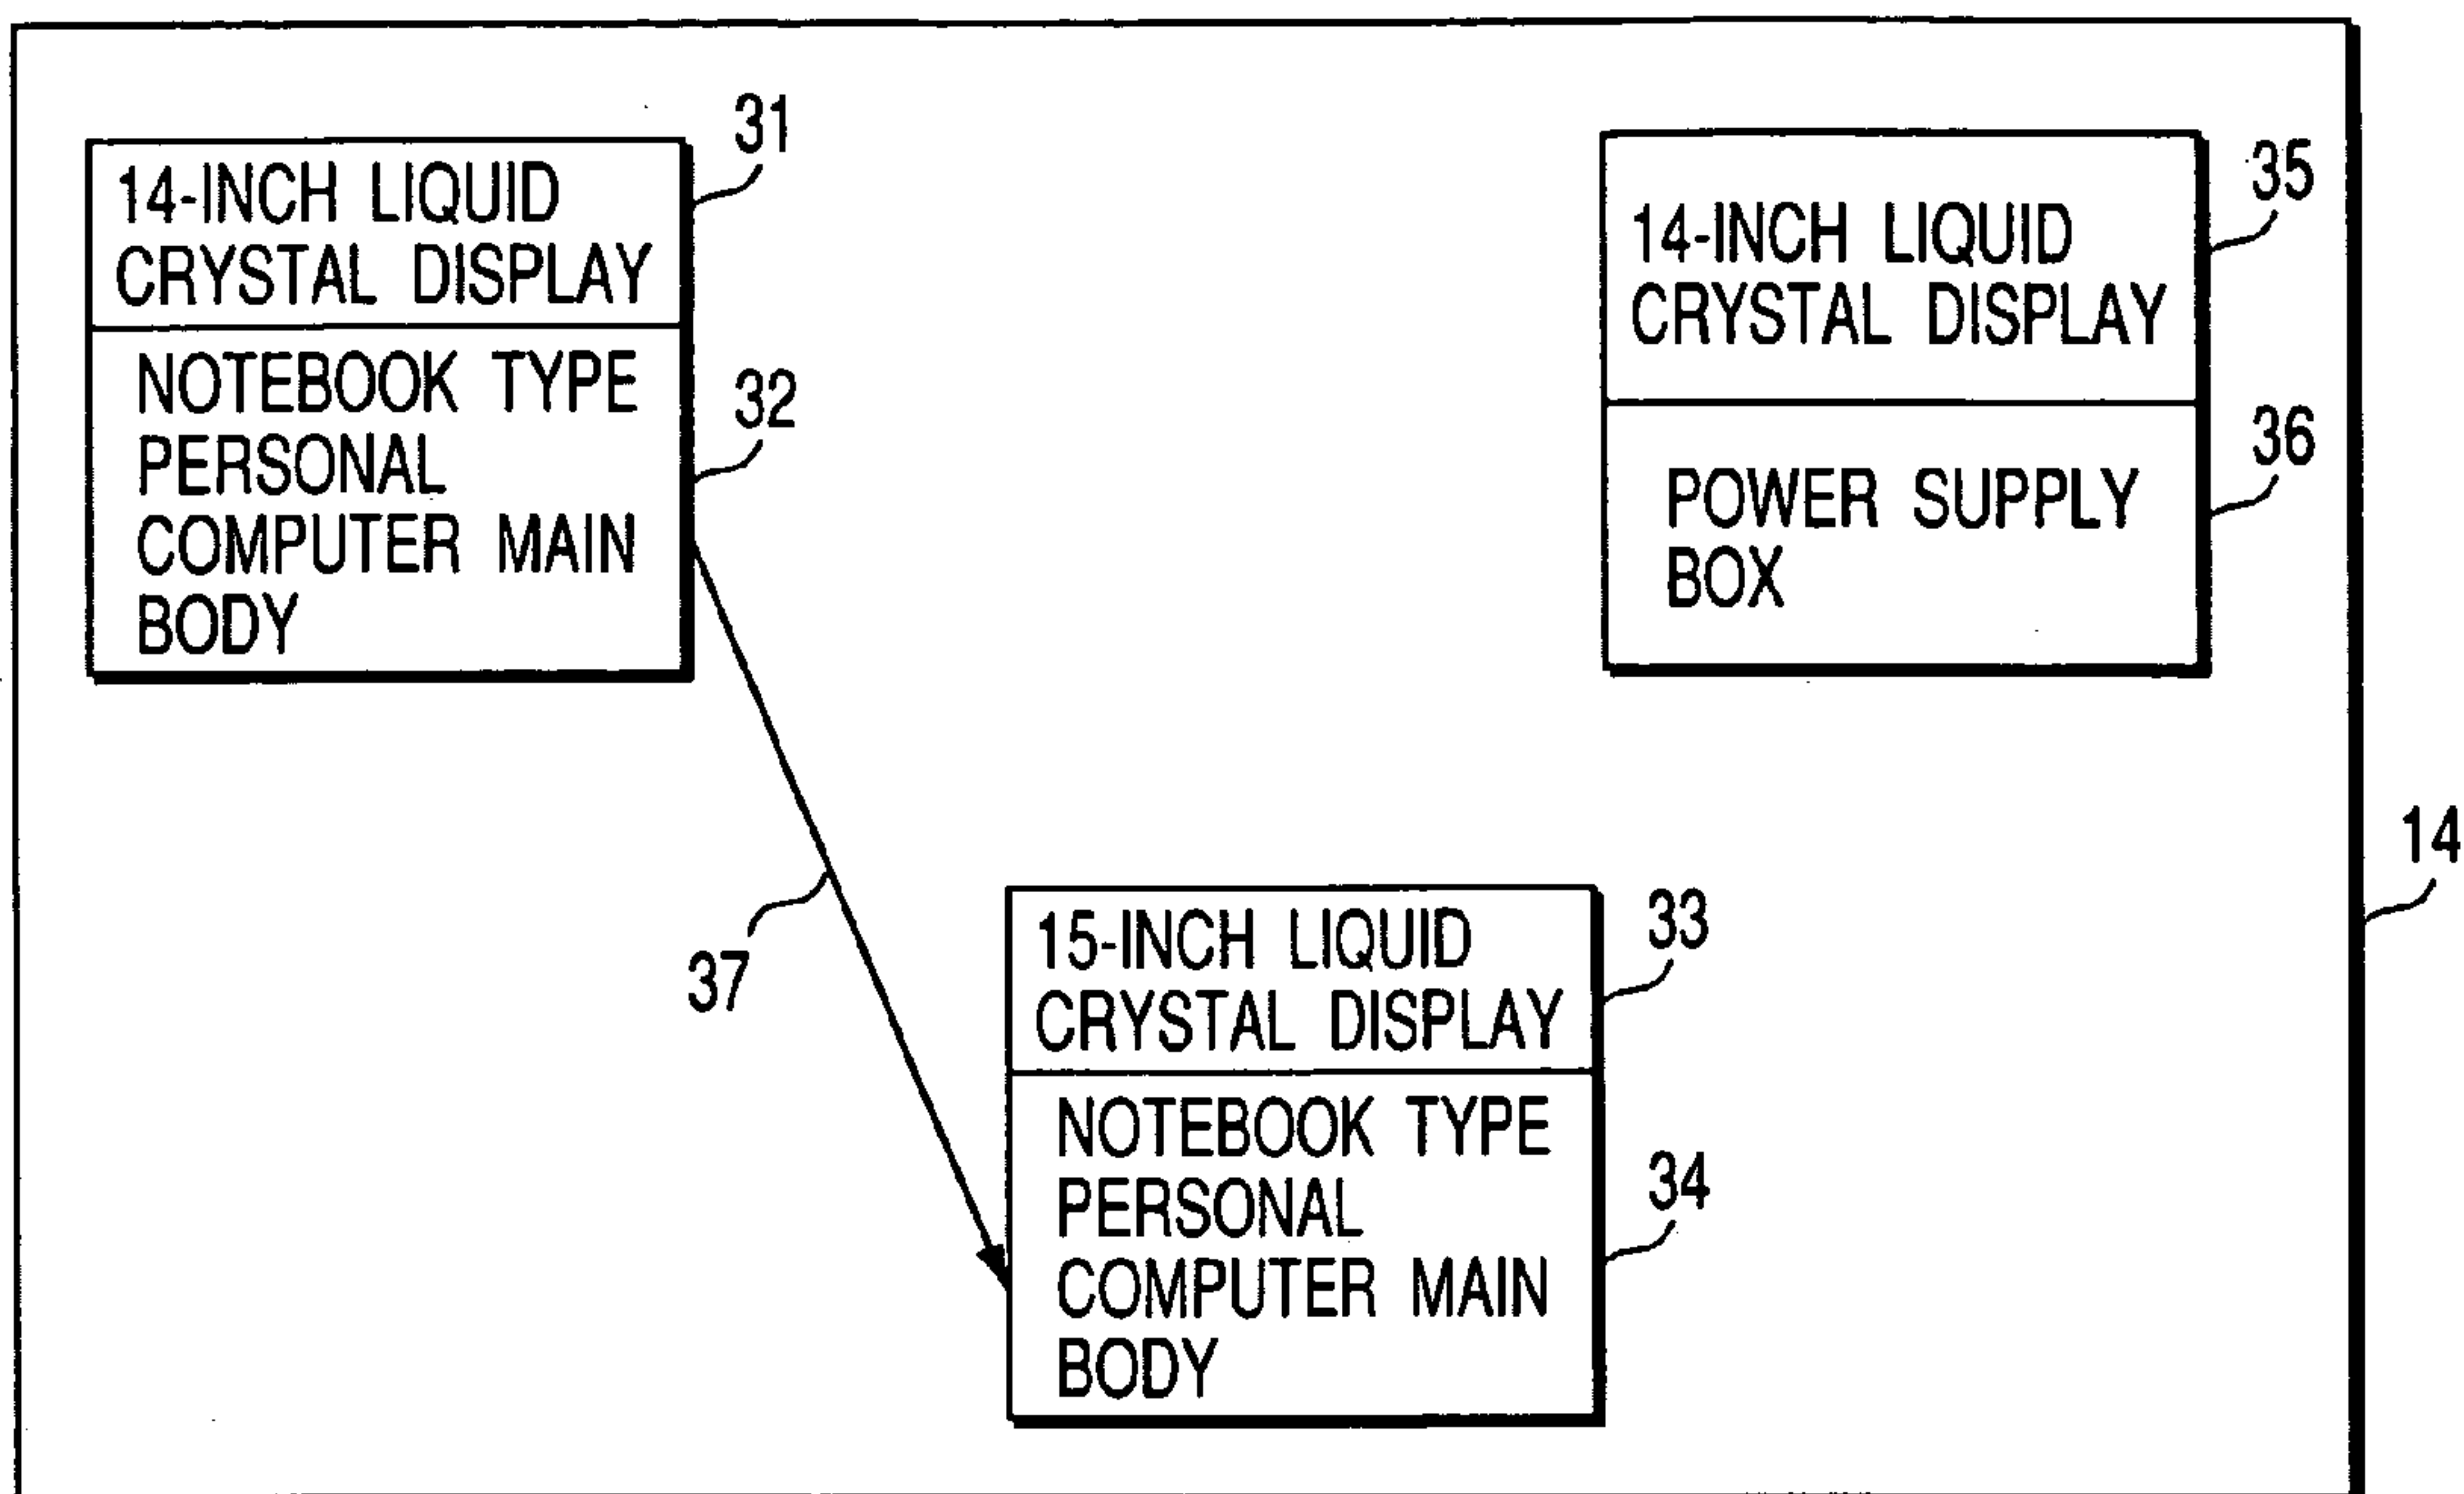 31
14-INCH LIQUID
CRYSTAL DISPLAY
32
NOTEBOOK TYPE
PERSONAL
COMPUTER MAIN
BODY
35
14-INCH LIQUID
CRYSTAL DISPLAY
36
POWER SUPPLY
BOX
14
37
33
15-INCH LIQUID
CRYSTAL DISPLAY
34
NOTEBOOK TYPE
PERSONAL
COMPUTER MAIN
BODY